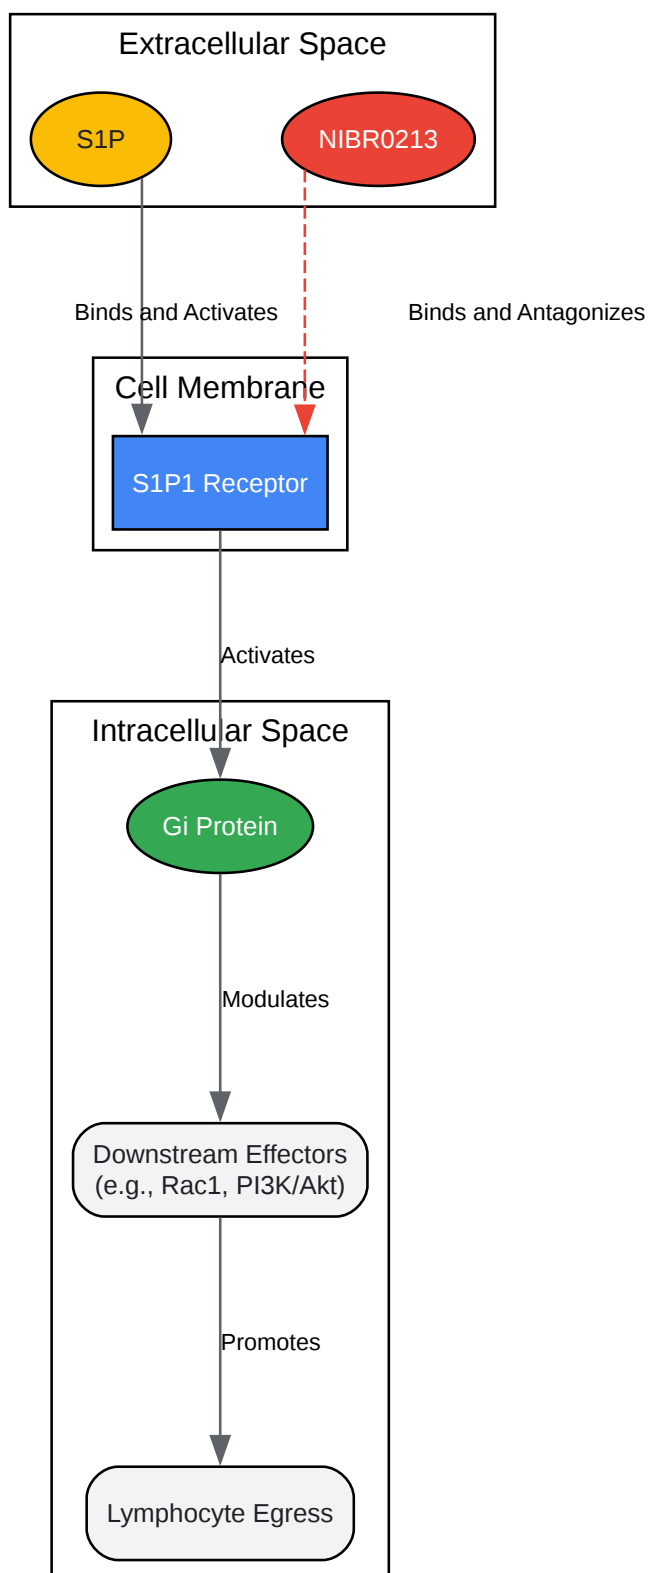 Extracellular Space
S1P
NIBR0213
Binds and Activates
Binds and Antagonizes
Cell Membrane
S1P1 Receptor
Activates
Intracellular Space
Gi Protein
Modulates
Downstream Effectors
(e.g., Rac1, PI3K/Akt)
Promotes
Lymphocyte Egress